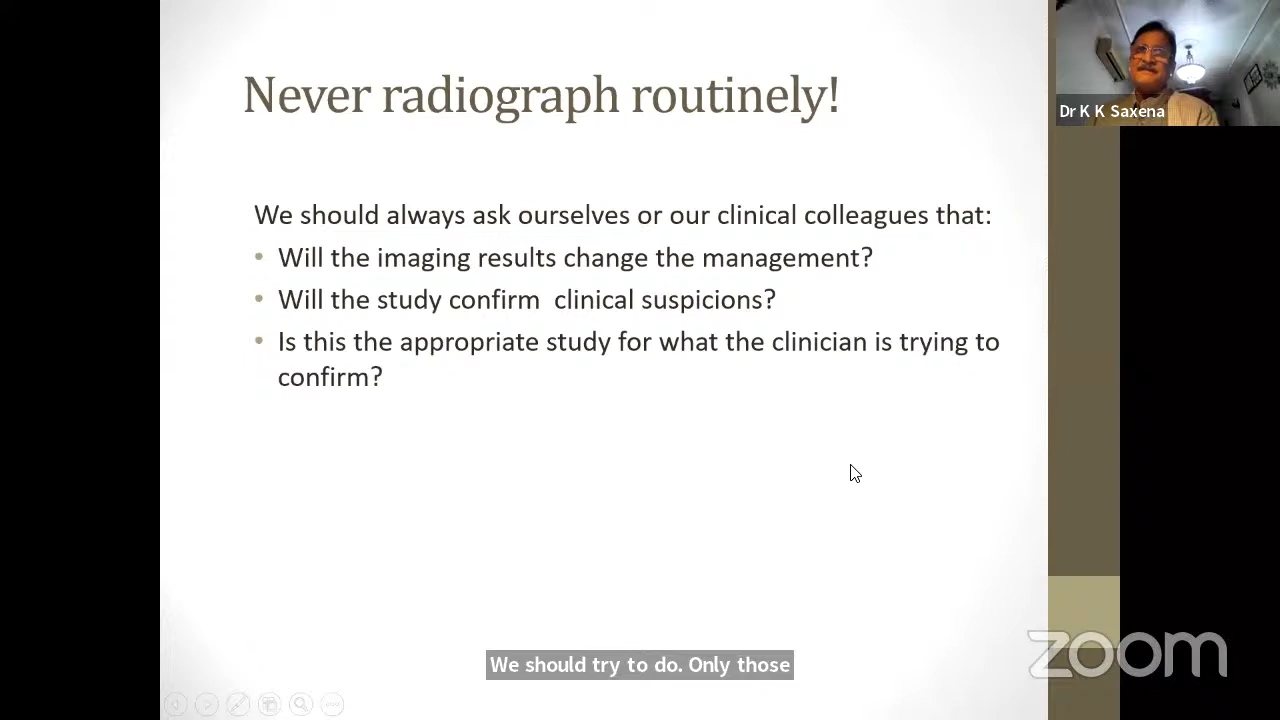 Never radiograph routinely!
Dr K K Saxena
We should always ask ourselves or our clinical colleagues that:
• Will the imaging results change the management?
• Will the study confirm  clinical suspicions?
• Is this the appropriate study for what the clinician is trying to
confirm?
zoom
We should try to do. Only those